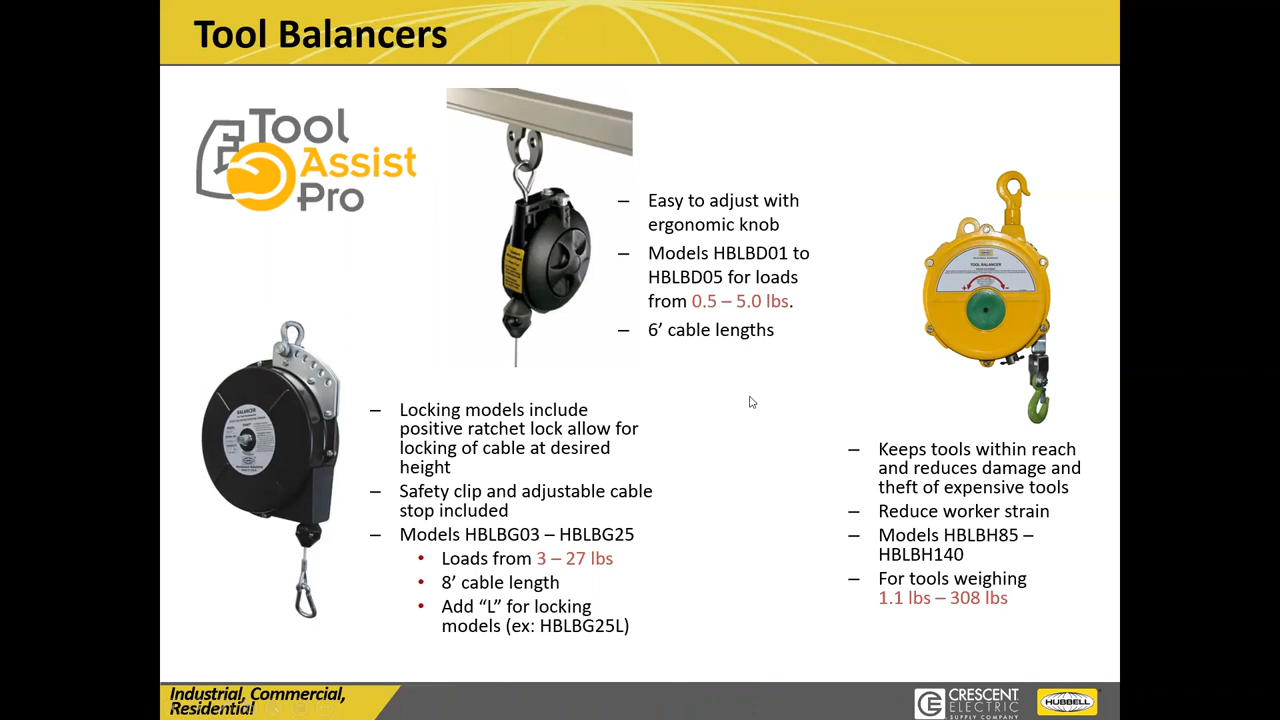 Tool Balancers
Tool
Assist
Pro
– Easy to adjust with
ergonomic knob
– Models HBLBD01 to
HBLBD05 for loads
from 0.5 – 5.0 lbs.
– 6’ cable lengths
– Locking models include
positive ratchet lock allow for
locking of cable at desired
height
– Safety clip and adjustable cable
stop included
– Models HBLBG03 – HBLBG25
• Loads from 3 – 27 lbs
• 8’ cable length
• Add “L” for locking
models (ex: HBLBG25L)
BALANCER
TOOL BALANCER
– Keeps tools within reach
and reduces damage and
theft of expensive tools
– Reduce worker strain
– Models HBLBH85 –
HBLBH140
– For tools weighing
1.1 lbs – 308 lbs
Industrial, Commercial,
Residential
CRESCENT
ELECTRIC
SUPPLY COMPANY
HUBBELL